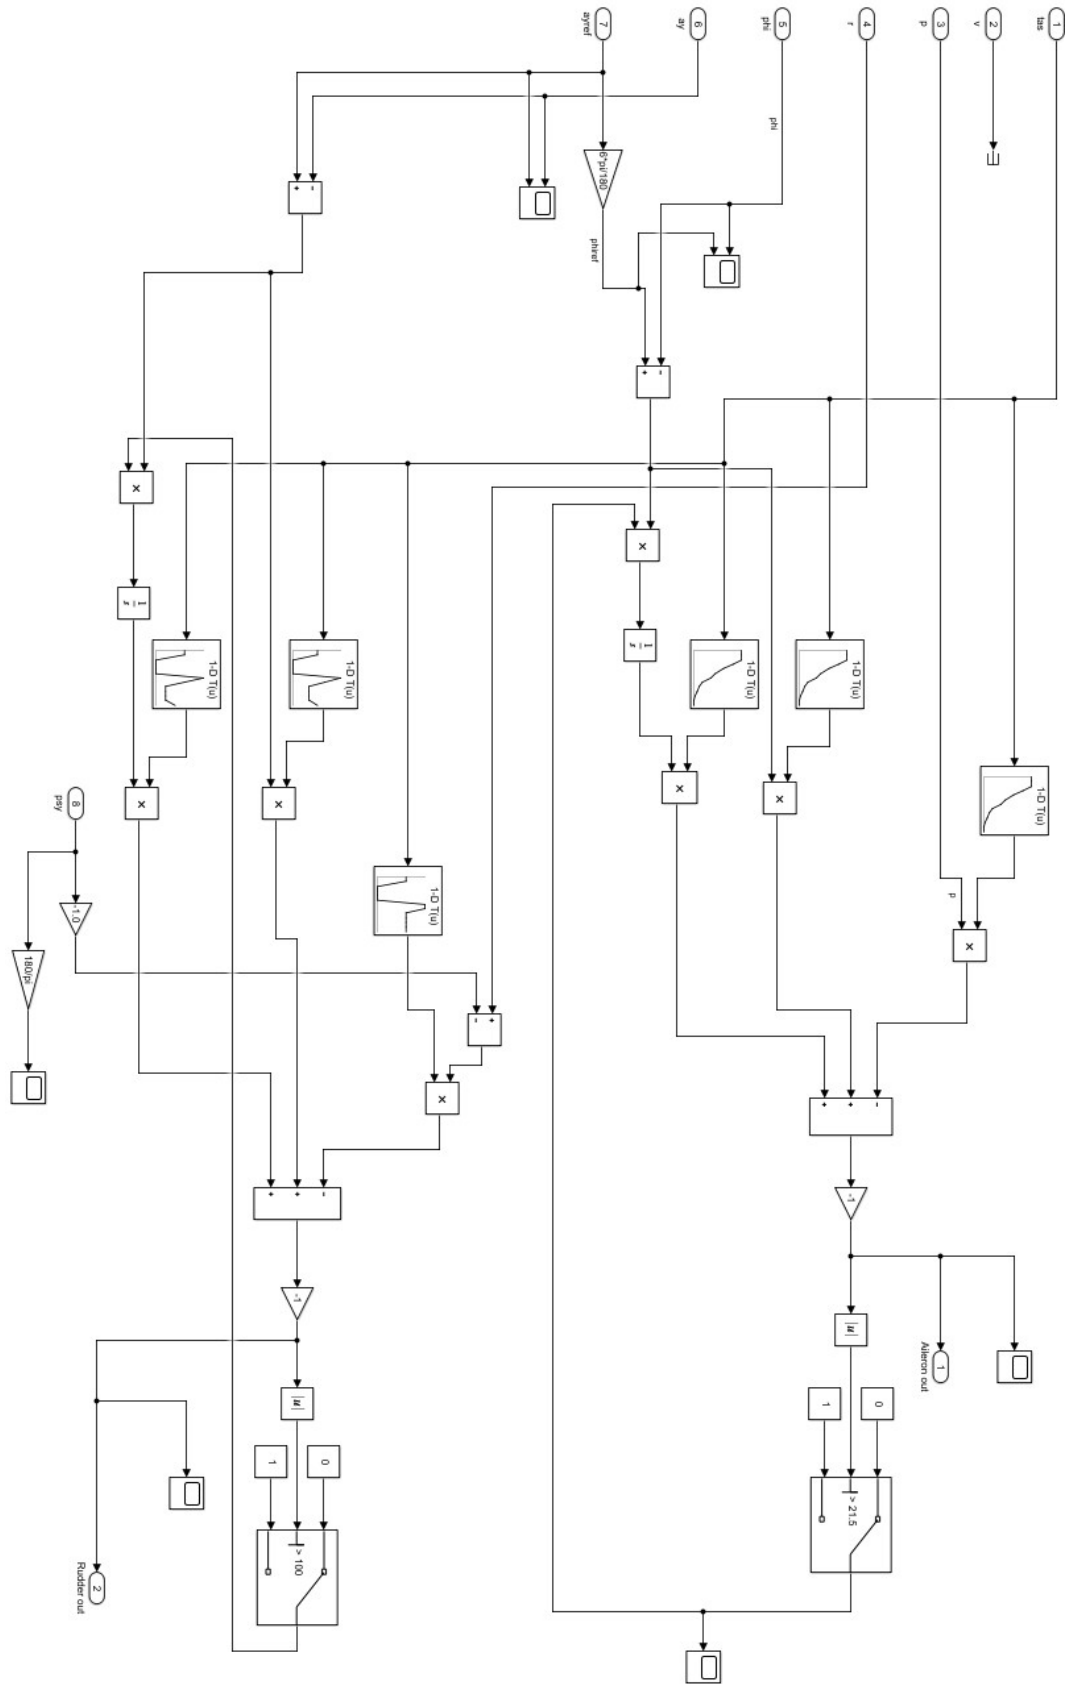 1
tas
2
v
3
p
4
r
5
phi
6
ay
7
ayref
phi
6*pi/180
phiref
- +
- +
×
×
1
s
1
s
1-D T(u)
1-D T(u)
1-D T(u)
1-D T(u)
1-D T(u)
×
×
×
×
8
psy
1-D T(u)
p
×
-1.0
180/pi
+ -
×
- + +
- + +
-1
-1
|u|
|u|
1
Aileron out
0
1
> 21.5
0
1
> 100
2
Rudder out